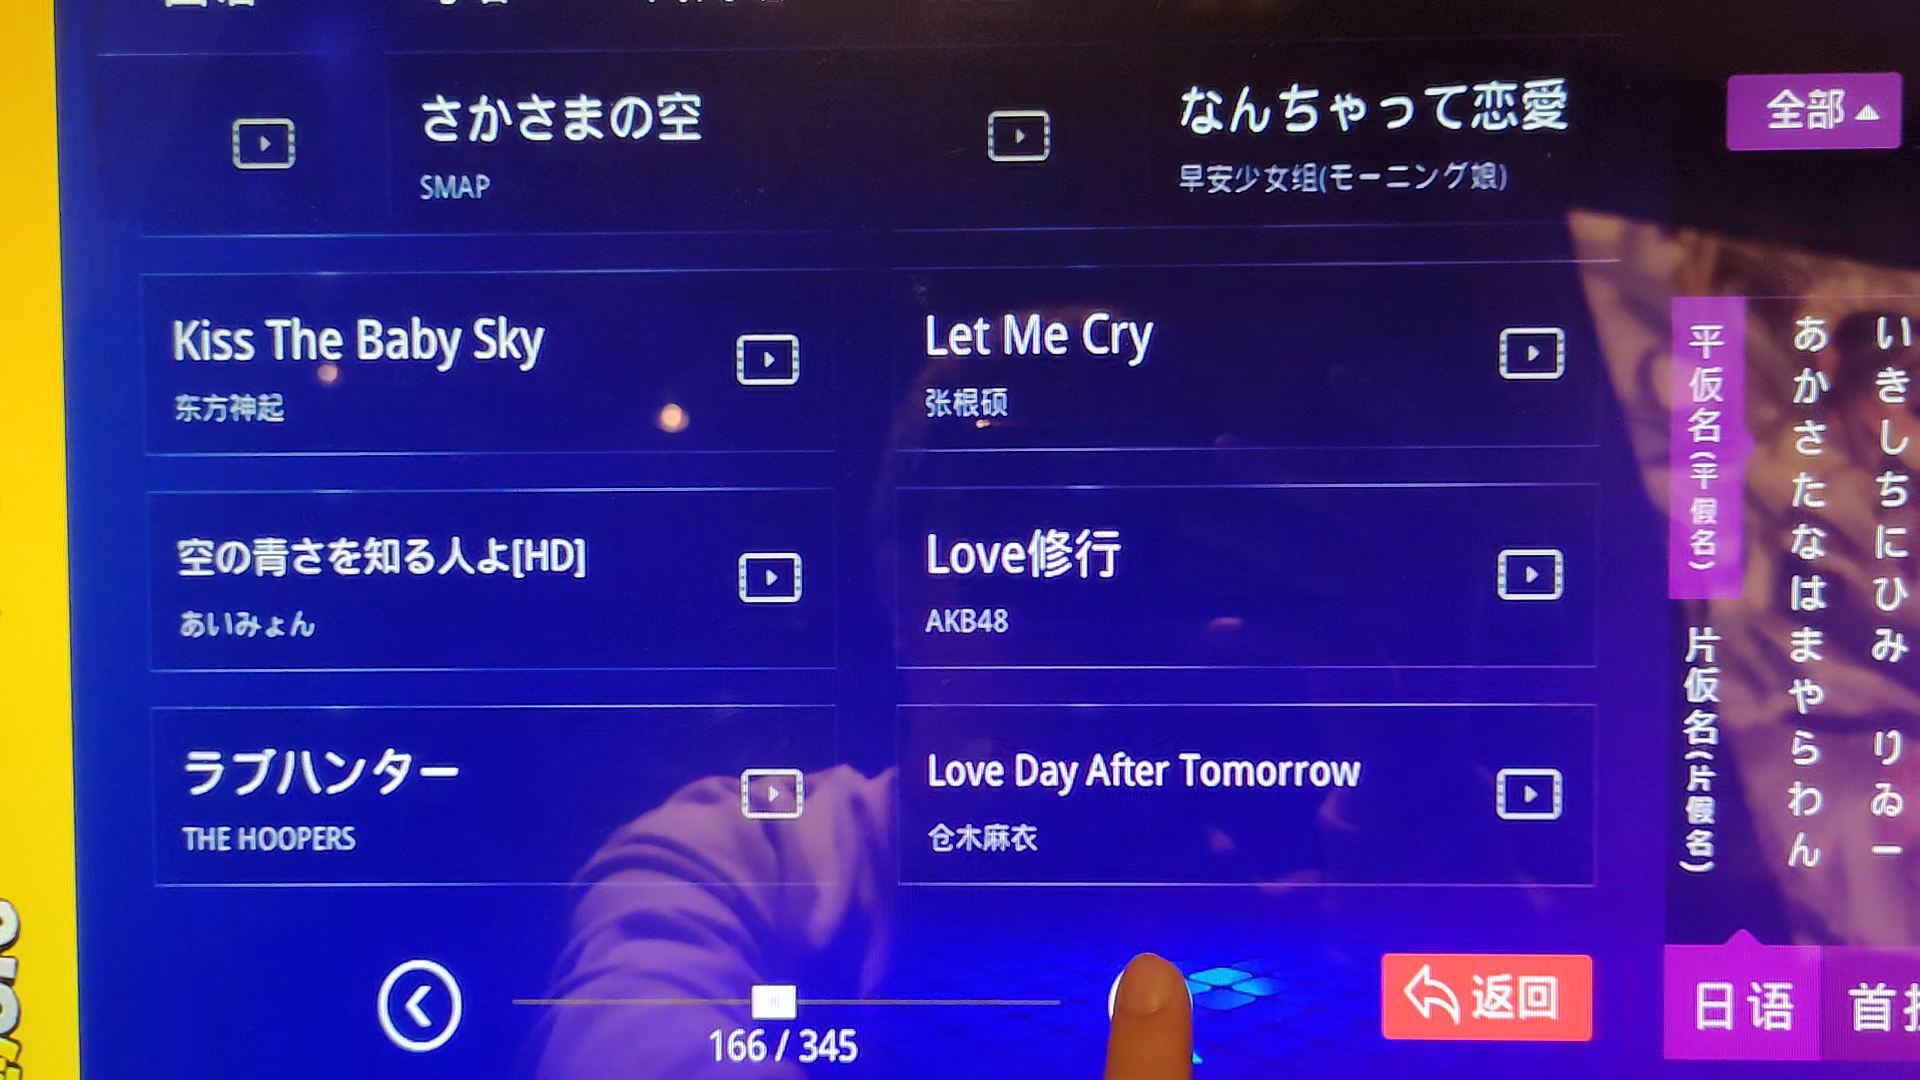 さかさまの空
SMAP
なんちゃって恋愛
早安少女组(モーニング娘)
全部
Kiss The Baby Sky
东方神起
Let Me Cry
张根硕
空の青さを知る人よ[HD]
あいみょん
Love修行
AKB48
ラブハンター
THE HOOPERS
Love Day After Tomorrow
仓木麻衣
平仮名(平假名)
片仮名(片假名)
あかさたなはまやらわん
いきしちにひみ りゐー
166 / 345
返回
日语
首